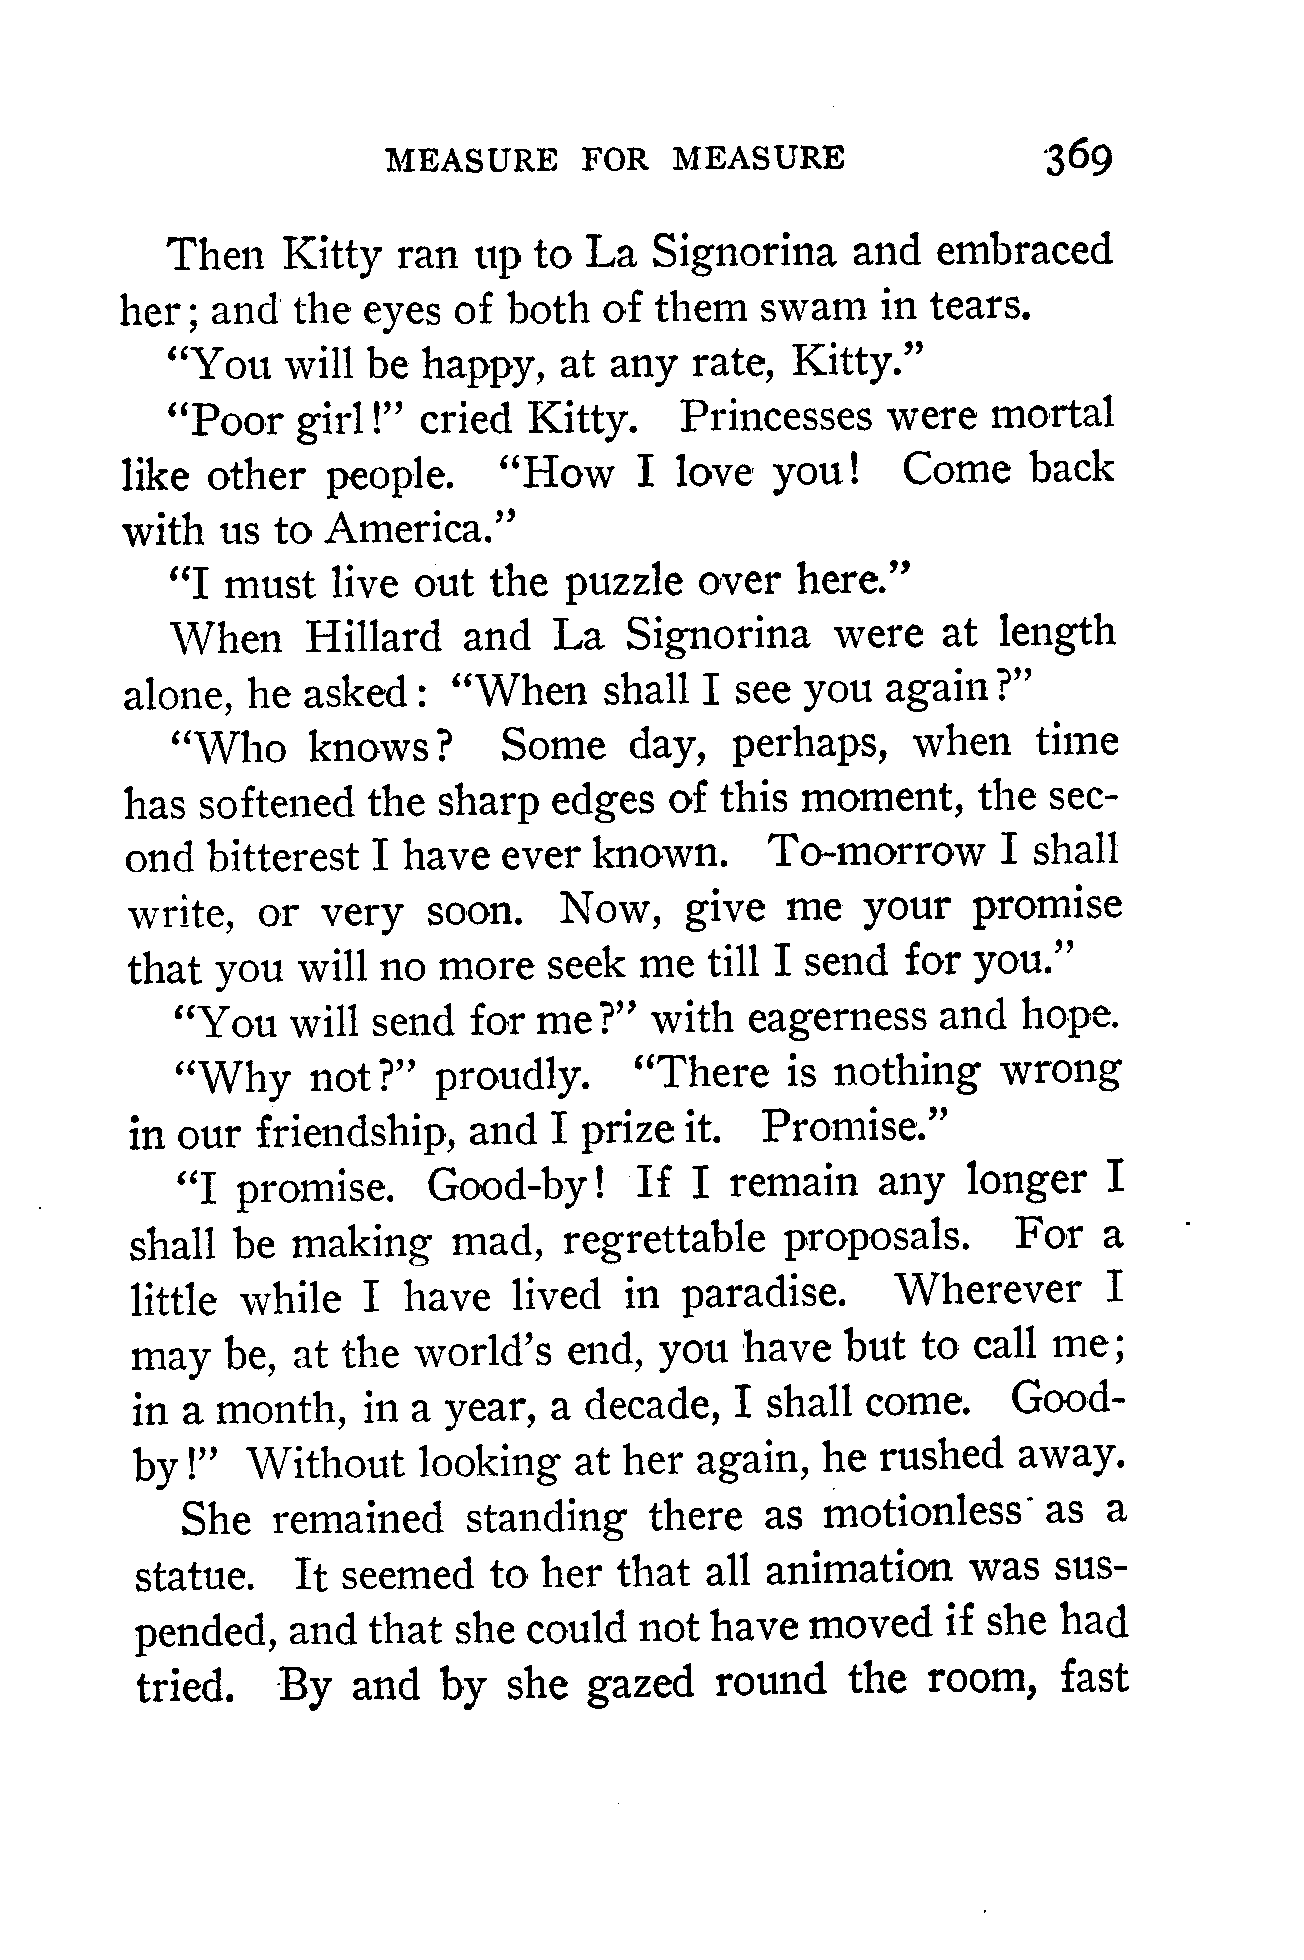 MEASURE FOR MEASURE 369
Then Kitty ran up to La Signorina and embraced
her; and the eyes of both of them swam in tears.
“You will be happy, at any rate, Kitty.”
“Poor girl!” cried Kitty. Princesses were mortal
like other people. “How I love you! Come back
with us to America.”
“I must live out the puzzle over here.”
When Hillard and La Signorina were at length
alone, he asked: “When shall I see you again?”
“Who knows? Some day, perhaps, when time
has softened the sharp edges of this moment, the sec-
ond bitterest I have ever known. To-morrow I shall
write, or very soon. Now, give me your promise
that you will no more seek me till I send for you.”
“You will send for me?” with eagerness and hope.
“Why not?” proudly. “There is nothing wrong
in our friendship, and I prize it. Promise.”
“I promise. Good-by! If I remain any longer I
shall be making mad, regrettable proposals. For a
little while I have lived in paradise. Wherever I
may be, at the world’s end, you have but to call me;
in a month, in a year, a decade, I shall come. Good-
by!” Without looking at her again, he rushed away.
She remained standing there as motionless as a
statue. It seemed to her that all animation was sus-
pended, and that she could not have moved if she had
tried. By and by she gazed round the room, fast